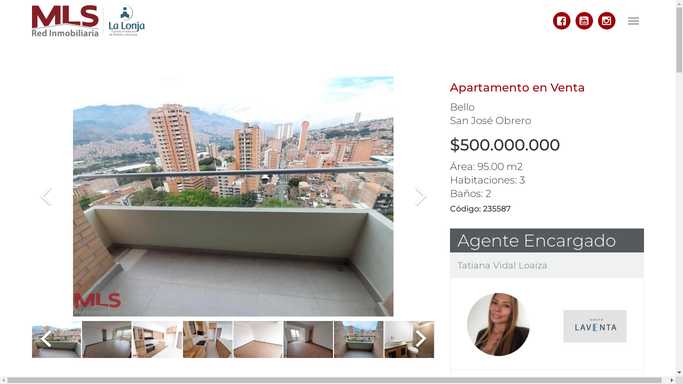 MLS
Red Inmobiliaria
La Lonja
Apartamento en Venta
Bello
San José Obrero
$500.000.000
Área: 95.00 m2
Habitaciones: 3
Baños: 2
Código: 235587
Agente Encargado
Tatiana Vidal Loaiza
LAVENTA
MLS